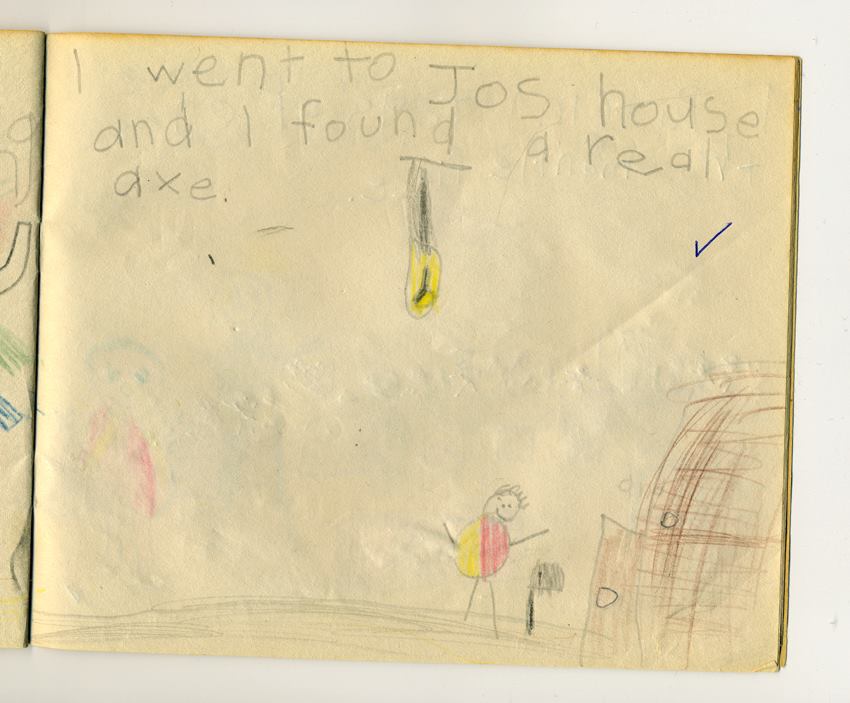 I went to Jos house
and I found a real
axe.